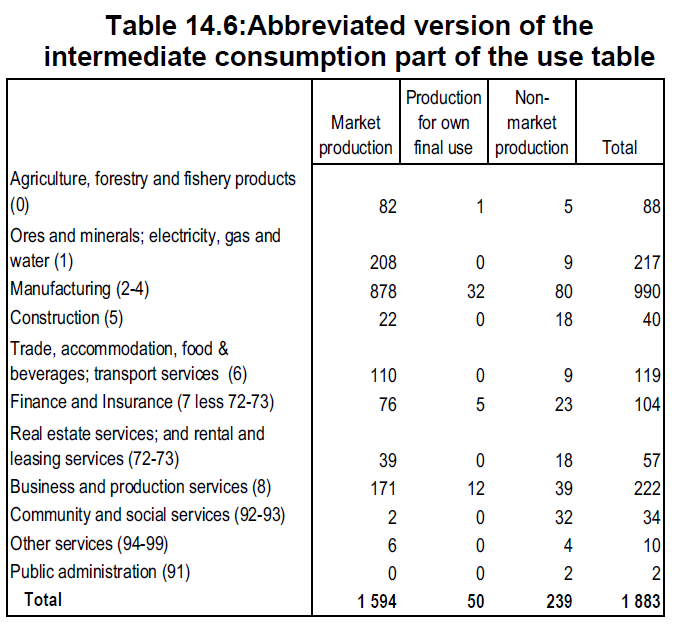 Table 14.6:Abbreviated version of the
intermediate consumption part of the use table
Market
production
Production
for own
final use
Non-
market
production
Total
Agriculture, forestry and fishery products
(0) 82 1 5 88
Ores and minerals; electricity, gas and
water (1) 208 0 9 217
Manufacturing (2-4) 878 32 80 990
Construction (5) 22 0 18 40
Trade, accommodation, food &
beverages; transport services (6) 110 0 9 119
Finance and Insurance (7 less 72-73) 76 5 23 104
Real estate services; and rental and
leasing services (72-73) 39 0 18 57
Business and production services (8) 171 12 39 222
Community and social services (92-93) 2 0 32 34
Other services (94-99) 6 0 4 10
Public administration (91) 0 0 2 2
Total 1 594 50 239 1 883